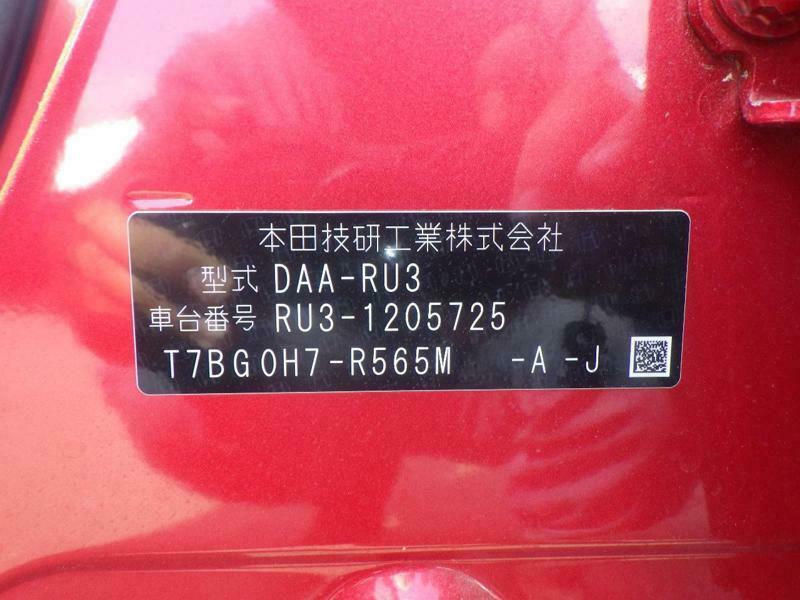 本田技研工業株式会社
型式 DAA-RU3
車台番号 RU3-1205725
T7BG0H7-R565M -A -J